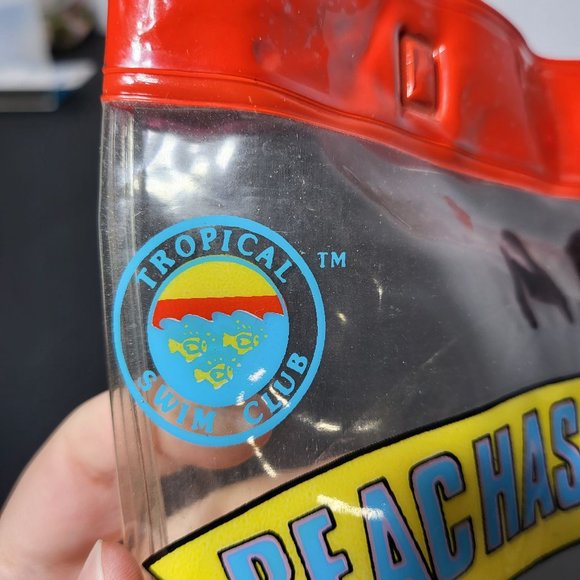 TROPICAL
SWIM CLUB
TM
BEACHAS